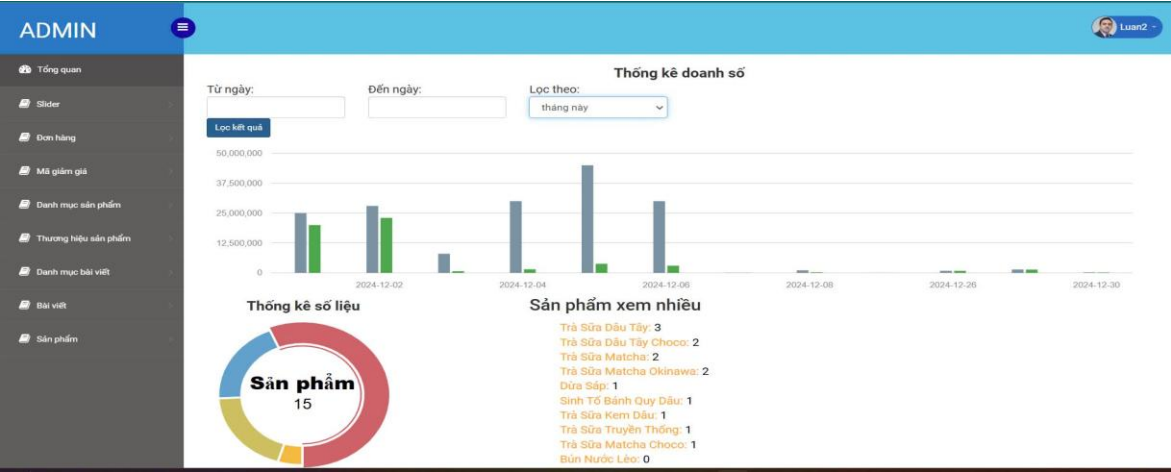 ADMIN
Luan2
Tổng quan
Slider
Đơn hàng
Mã giảm giá
Danh mục sản phẩm
Thương hiệu sản phẩm
Danh mục bài viết
Bài viết
Sản phẩm
Thống kê doanh số
Từ ngày:
Đến ngày:
Lọc theo:
tháng này
Lọc kết quả
50,000,000
37,500,000
25,000,000
12,500,000
0
2024-12-02
2024-12-04
2024-12-06
2024-12-08
2024-12-26
2024-12-30
Thống kê số liệu
Sản phẩm
15
Sản phẩm xem nhiều
Trà Sữa Dâu Tây: 3
Trà Sữa Dâu Tây Choco: 2
Trà Sữa Matcha: 2
Trà Sữa Matcha Okinawa: 2
Dừa Sáp: 1
Sinh Tố Bánh Quy Dâu: 1
Trà Sữa Kem Dâu: 1
Trà Sữa Truyền Thống: 1
Trà Sữa Matcha Choco: 1
Bún Nước Lèo: 0